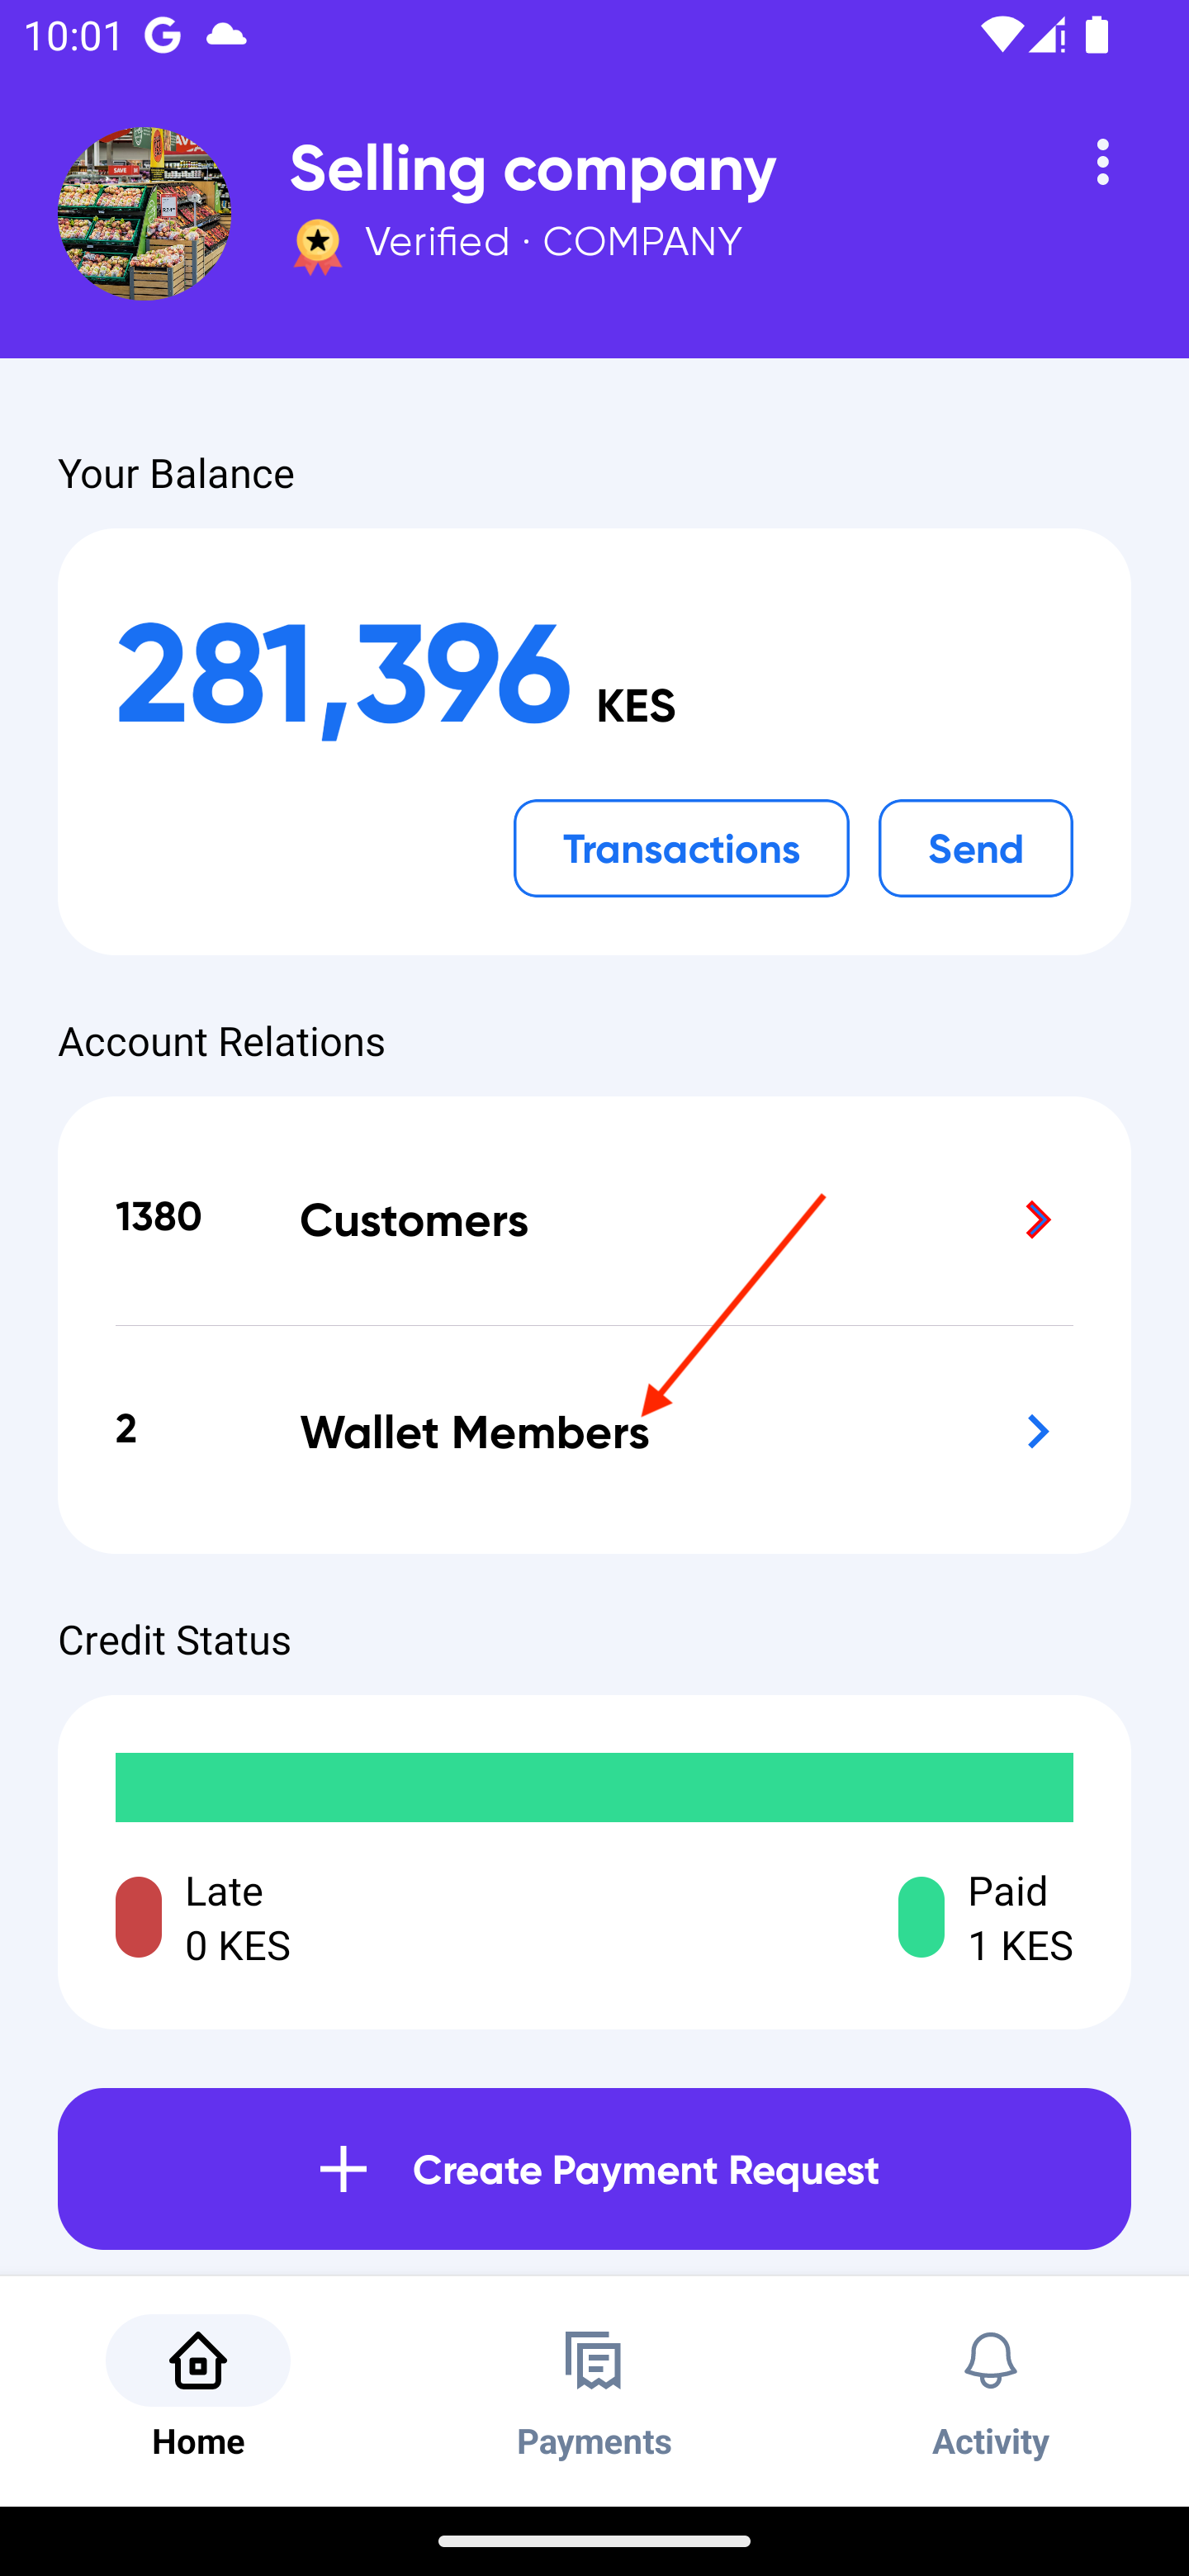 10:01
Selling company
Verified · COMPANY
Your Balance
281,396 KES
Transactions
Send
Account Relations
1380 Customers
2 Wallet Members
Credit Status
Late
0 KES
Paid
1 KES
Create Payment Request
Home
Payments
Activity